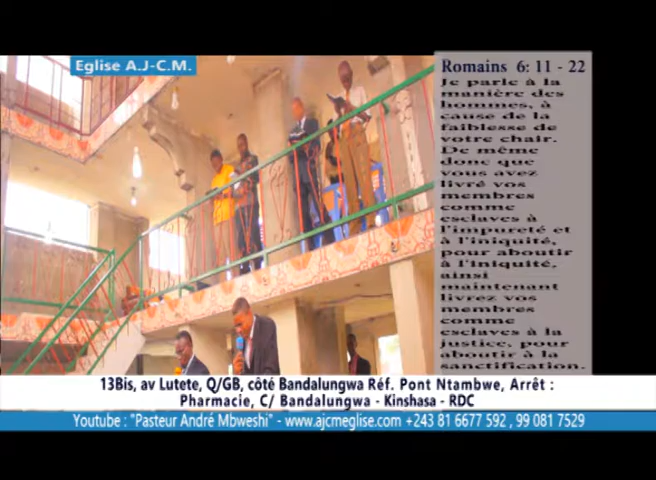 Eglise A.J-C.M.
Romains 6: 11 - 22
Je parle à la
manière des
hommes, à
cause de la
faiblesse de
votre chair.
De même
donc que
vous avez
livré vos
membres
comme
esclaves à
l'impureté et
à l'iniquité,
pour aboutir
à l'iniquité,
ainsi
maintenant
livrez vos
membres
comme
esclaves à la
justice, pour
aboutir à la
sanctification.
13Bis, av Lutete, Q/GB, côté Bandalungwa Réf. Pont Ntambwe, Arrêt :
Pharmacie, C/ Bandalungwa - Kinshasa - RDC
Youtube : "Pasteur André Mbweshi" - www.ajcmeglise.com +243 81 6677 592 , 99 081 7529